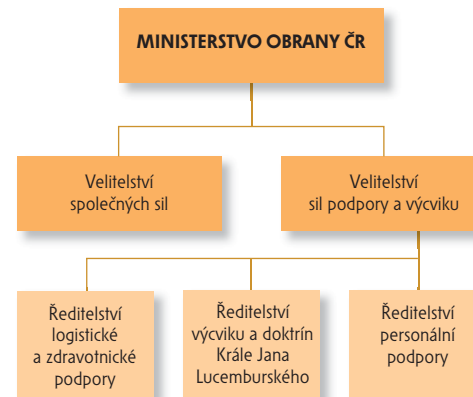 MINISTERSTVO OBRANY ČR
Velitelství
společných sil
Velitelství
sil podpory a výcviku
Ředitelství
logistické
a zdravotnické
podpory
Ředitelství
výcviku a doktrín
Krále Jana
Lucemburského
Ředitelství
personální
podpory